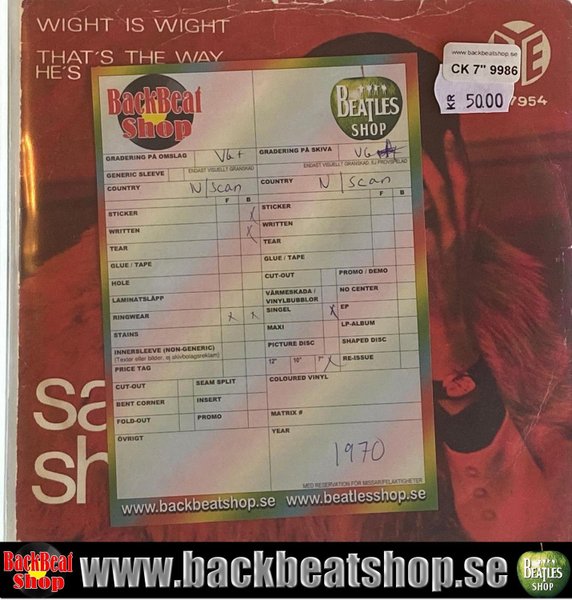 WIGHT IS WIGHT
THAT'S THE WAY
HE'S
www.backbeatshop.se
CK 7" 9986
KR 50.00
7954
BackBeat
Shop
BEATLES
SHOP
GRADERING PÅ OMSLAG VG+
GRADERING PÅ SKIVA VG
GENERIC SLEEVE
ENDAST VISUELLT GRANSKAD
ENDAST VISUELLT GRANSKAD, EJ PROVSPELAD
COUNTRY N/Scan
COUNTRY N/Scan
F B
F B
STICKER X
STICKER
WRITTEN X
WRITTEN
TEAR
TEAR
GLUE / TAPE
GLUE / TAPE
HOLE
CUT-OUT
PROMO / DEMO
LAMINATSLÄPP
VÄRMESKADA /
VINYLBUBBLOR
NO CENTER
RINGWEAR X X
SINGEL X
EP
STAINS
MAXI
LP-ALBUM
INNERSLEEVE (NON-GENERIC)
(Texter eller bilder, ej skivbolagsreklam)
PICTURE DISC
SHAPED DISC
PRICE TAG
12" 10" 7" X
RE-ISSUE
CUT-OUT
SEAM SPLIT
COLOURED VINYL
BENT CORNER
INSERT
FOLD-OUT
PROMO
MATRIX #
ÖVRIGT
YEAR
1970
MED RESERVATION FÖR MISSAR/FELAKTIGHETER
www.backbeatshop.se www.beatlesshop.se
sa
sh
BackBeat
Shop
www.backbeatshop.se
BEATLES
SHOP